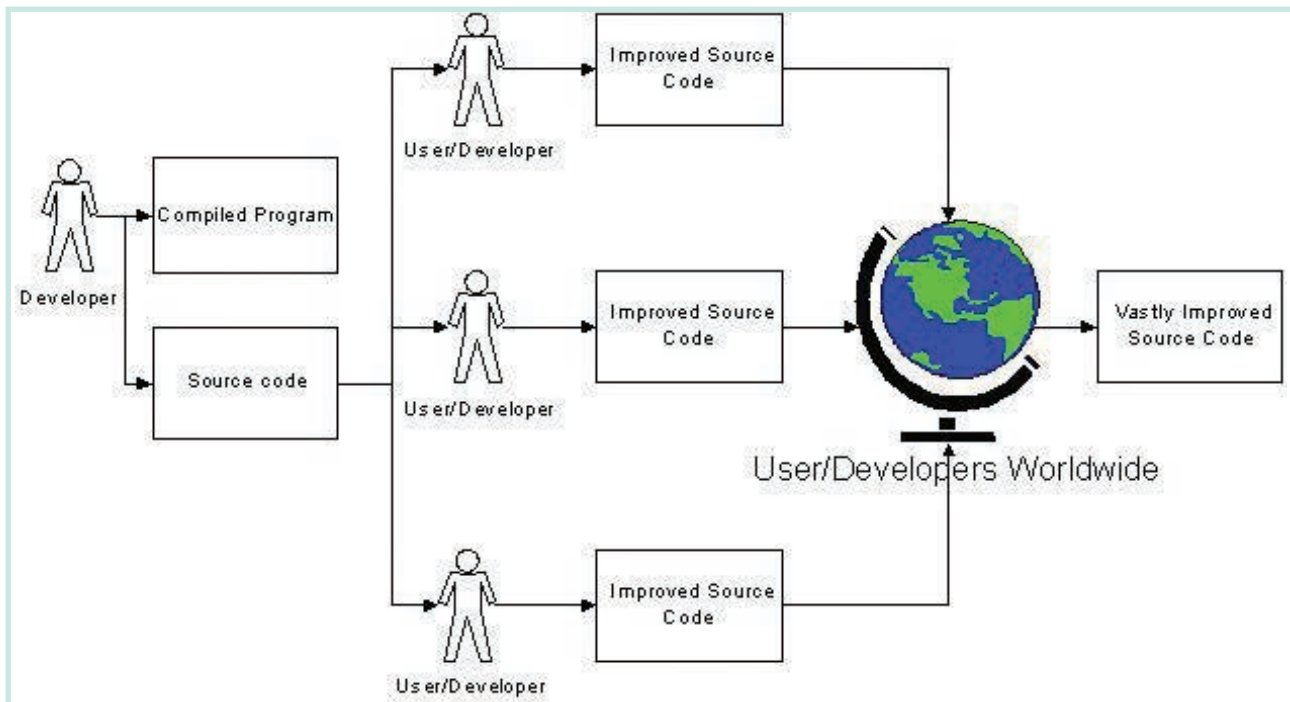 Improved Source
Code
User/Developer
Compiled Program
Developer
Source code
Improved Source
Code
User/Developer
Vastly Improved
Source Code
User/Developers Worldwide
Improved Source
Code
User/Developer